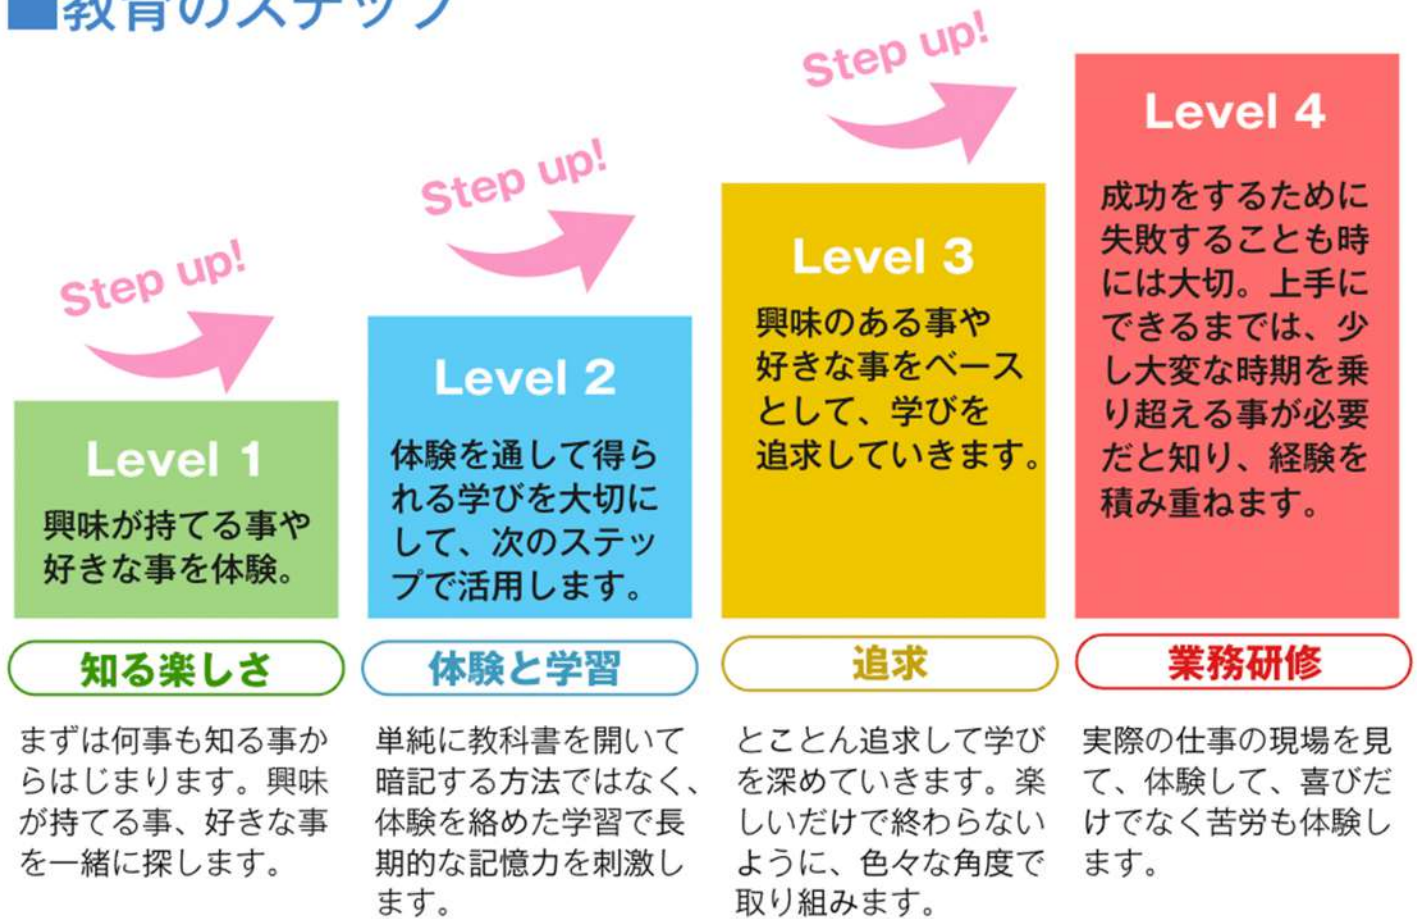 ■教育のステップ
Step up!
Level 1
興味が持てる事や
好きな事を体験。
知る楽しさ
まずは何事も知る事か
らはじまります。興味
が持てる事、好きな事
を一緒に探します。
Step up!
Level 2
体験を通して得ら
れる学びを大切に
して、次のステッ
プで活用します。
体験と学習
単純に教科書を開いて
暗記する方法ではなく、
体験を絡めた学習で長
期的な記憶力を刺激し
ます。
Step up!
Level 3
興味のある事や
好きな事をベース
として、学びを
追求していきます。
追求
とことん追求して学び
を深めていきます。楽
しいだけで終わらない
ように、色々な角度で
取り組みます。
Level 4
成功をするために
失敗することも時
には大切。上手に
できるまでは、少
し大変な時期を乗
り超える事が必要
だと知り、経験を
積み重ねます。
業務研修
実際の仕事の現場を見
て、体験して、喜びだ
けでなく苦労も体験し
ます。